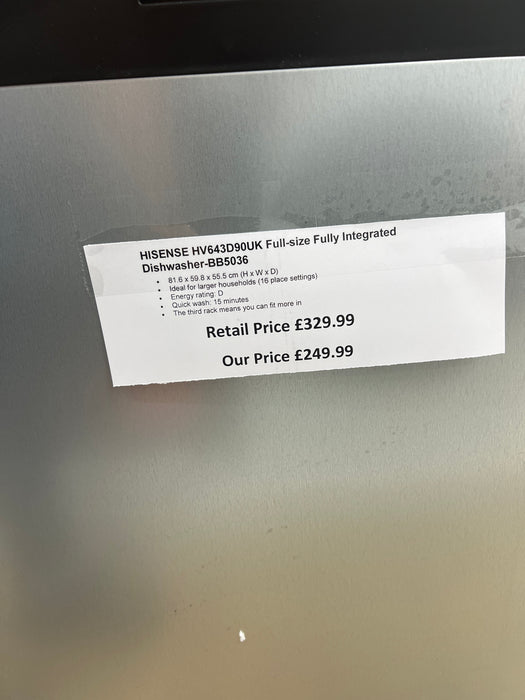 HISENSE HV643D90UK Full-size Fully Integrated
Dishwasher-BB5036
• 81.6 x 59.8 x 55.5 cm (H x W x D)
• Ideal for larger households (16 place settings)
• Energy rating: D
• Quick wash: 15 minutes
• The third rack means you can fit more in
Retail Price £329.99
Our Price £249.99